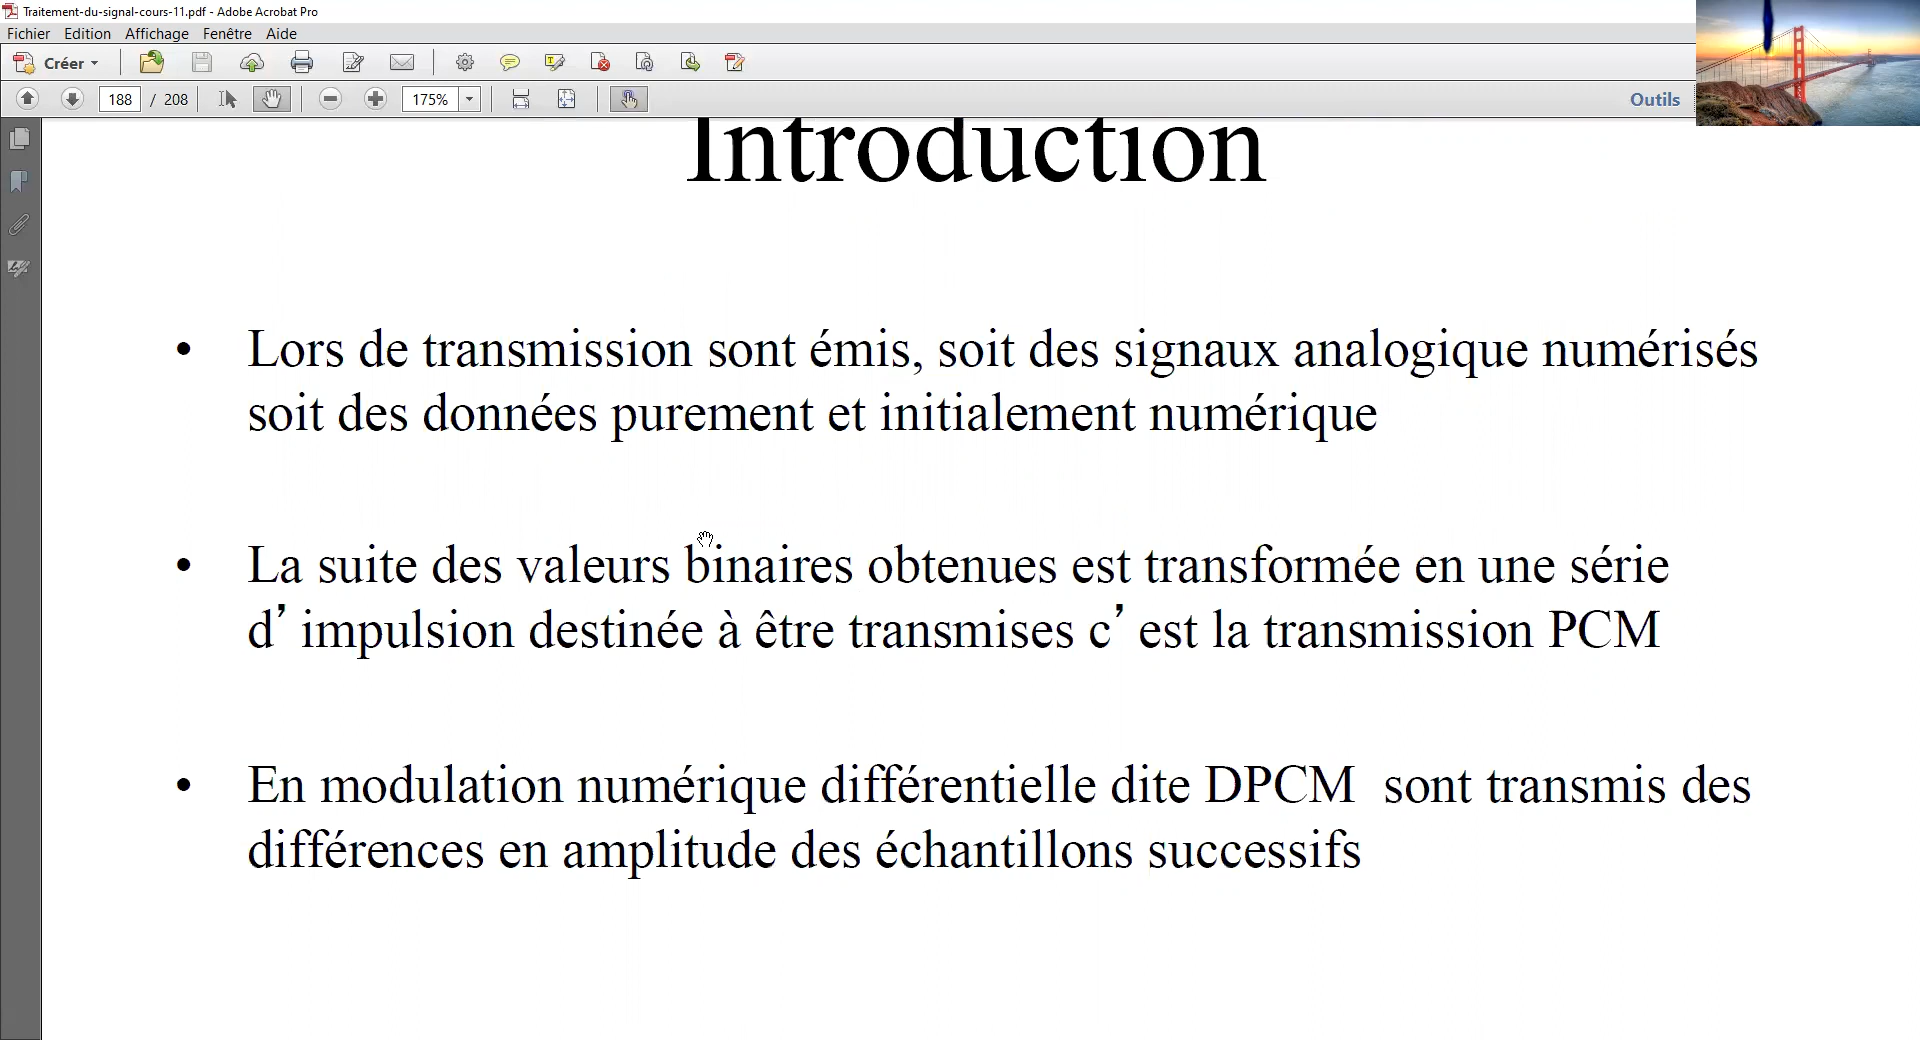 Traitement-du-signal-cours-11.pdf - Adobe Acrobat Pro
Fichier Edition Affichage Fenêtre Aide
Créer
188 / 208 175% Outils
Introduction
• Lors de transmission sont émis, soit des signaux analogique numérisés
soit des données purement et initialement numérique
• La suite des valeurs binaires obtenues est transformée en une série
d’ impulsion destinée à être transmises c’ est la transmission PCM
• En modulation numérique différentielle dite DPCM sont transmis des
différences en amplitude des échantillons successifs